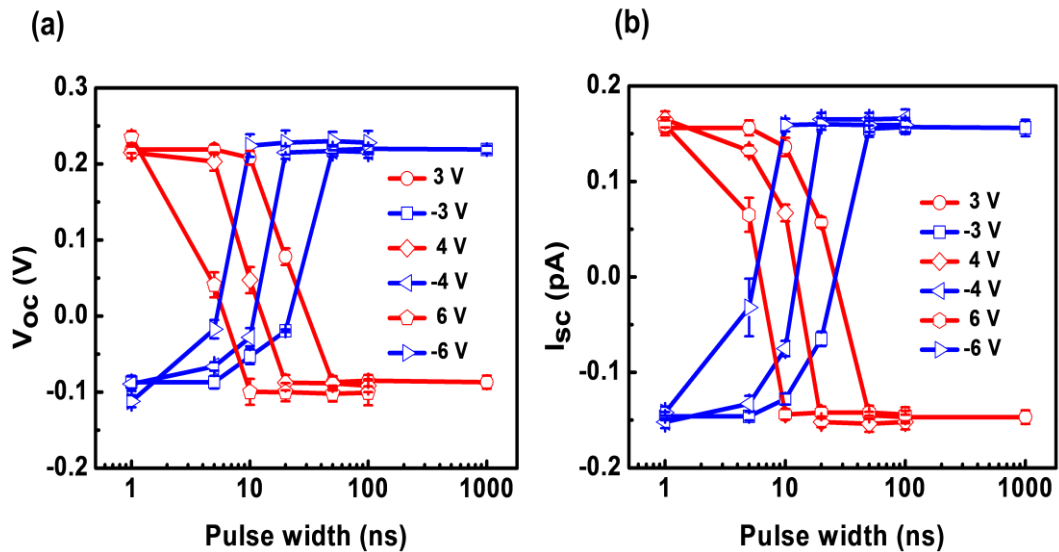 (a)
0.3
0.2
0.1
0.0
-0.1
-0.2
Voc (V)
3 V
-3 V
4 V
-4 V
6 V
-6 V
1
10
100
1000
Pulse width (ns)
(b)
0.2
0.1
0.0
-0.1
-0.2
Isc (pA)
3 V
-3 V
4 V
-4 V
6 V
-6 V
1
10
100
1000
Pulse width (ns)